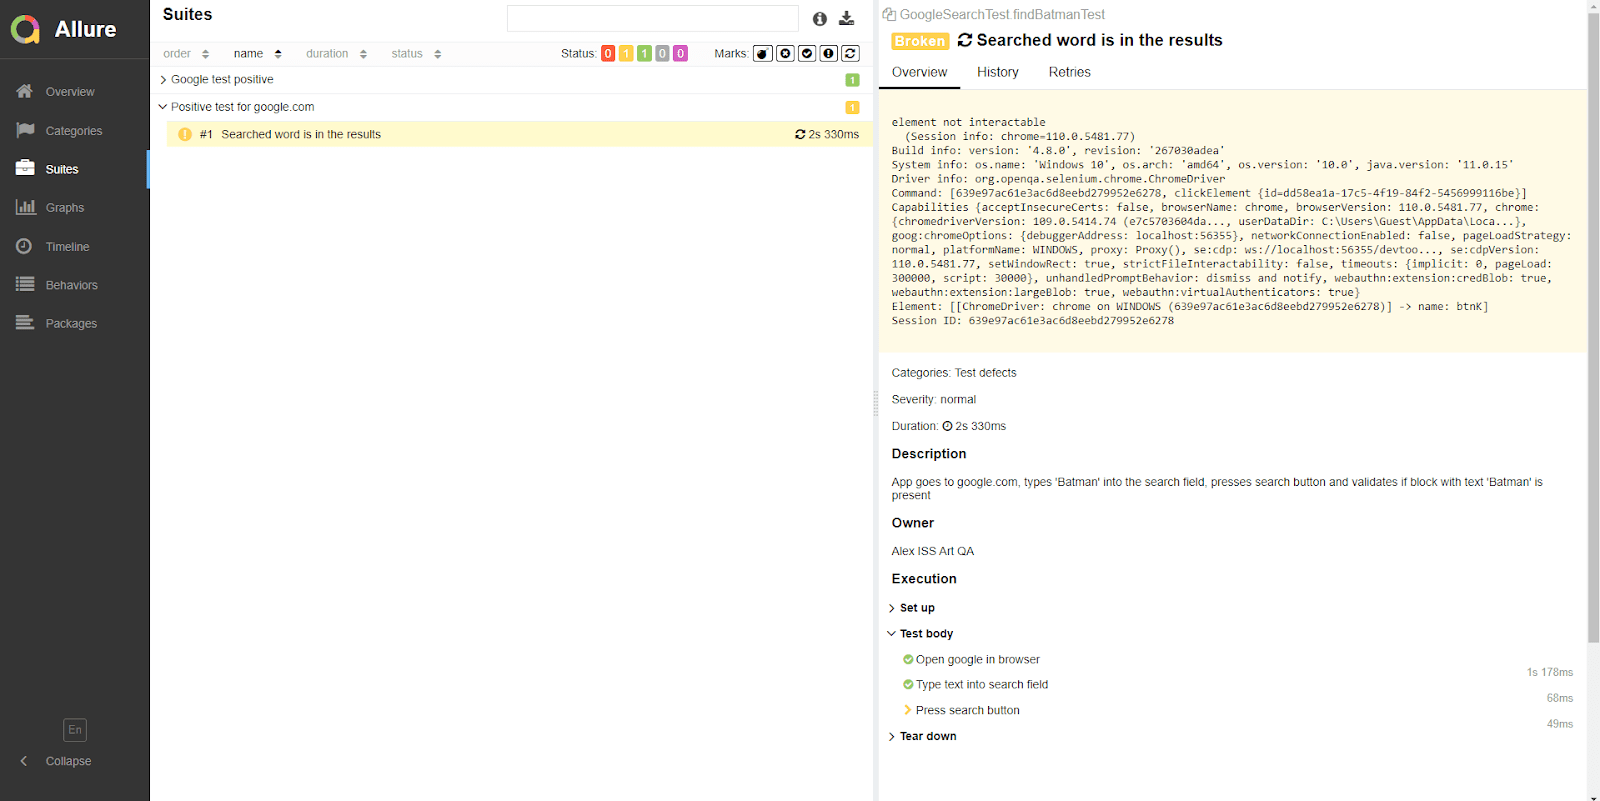 Allure
Overview
Categories
Suites
Graphs
Timeline
Behaviors
Packages
En
Collapse
Suites
order name duration status Status: 0 1 1 0 0 Marks:
Google test positive 1
Positive test for google.com 1
#1 Searched word is in the results 2s 330ms
GoogleSearchTest.findBatmanTest
Broken Searched word is in the results
Overview History Retries
element not interactable
(Session info: chrome=110.0.5481.77)
Build info: version: '4.8.0', revision: '267030adea'
System info: os.name: 'Windows 10', os.arch: 'amd64', os.version: '10.0', java.version: '11.0.15'
Driver info: org.openqa.selenium.chrome.ChromeDriver
Command: [639e97ac61e3ac6d8eebd279952e6278, clickElement {id=dd58ea1a-17c5-4f19-84f2-5456999116be}]
Capabilities {acceptInsecureCerts: false, browserName: chrome, browserVersion: 110.0.5481.77, chrome:
{chromedriverVersion: 109.0.5414.74 (e7c5703604da..., userDataDir: C:\Users\Guest\AppData\Loca...},
goog:chromeOptions: {debuggerAddress: localhost:56355}, networkConnectionEnabled: false, pageLoadStrategy:
normal, platformName: WINDOWS, proxy: Proxy(), se:cdp: ws://localhost:56355/devtoo..., se:cdpVersion:
110.0.5481.77, setWindowRect: true, strictFileInteractability: false, timeouts: {implicit: 0, pageLoad:
300000, script: 30000}, unhandledPromptBehavior: dismiss and notify, webauthn:extension:credBlob: true,
webauthn:extension:largeBlob: true, webauthn:virtualAuthenticators: true}
Element: [[ChromeDriver: chrome on WINDOWS (639e97ac61e3ac6d8eebd279952e6278)] -> name: btnK]
Session ID: 639e97ac61e3ac6d8eebd279952e6278
Categories: Test defects
Severity: normal
Duration: 2s 330ms
Description
App goes to google.com, types 'Batman' into the search field, presses search button and validates if block with text 'Batman' is
present
Owner
Alex ISS Art QA
Execution
Set up
Test body
Open google in browser
1s 178ms
Type text into search field
68ms
Press search button
49ms
Tear down